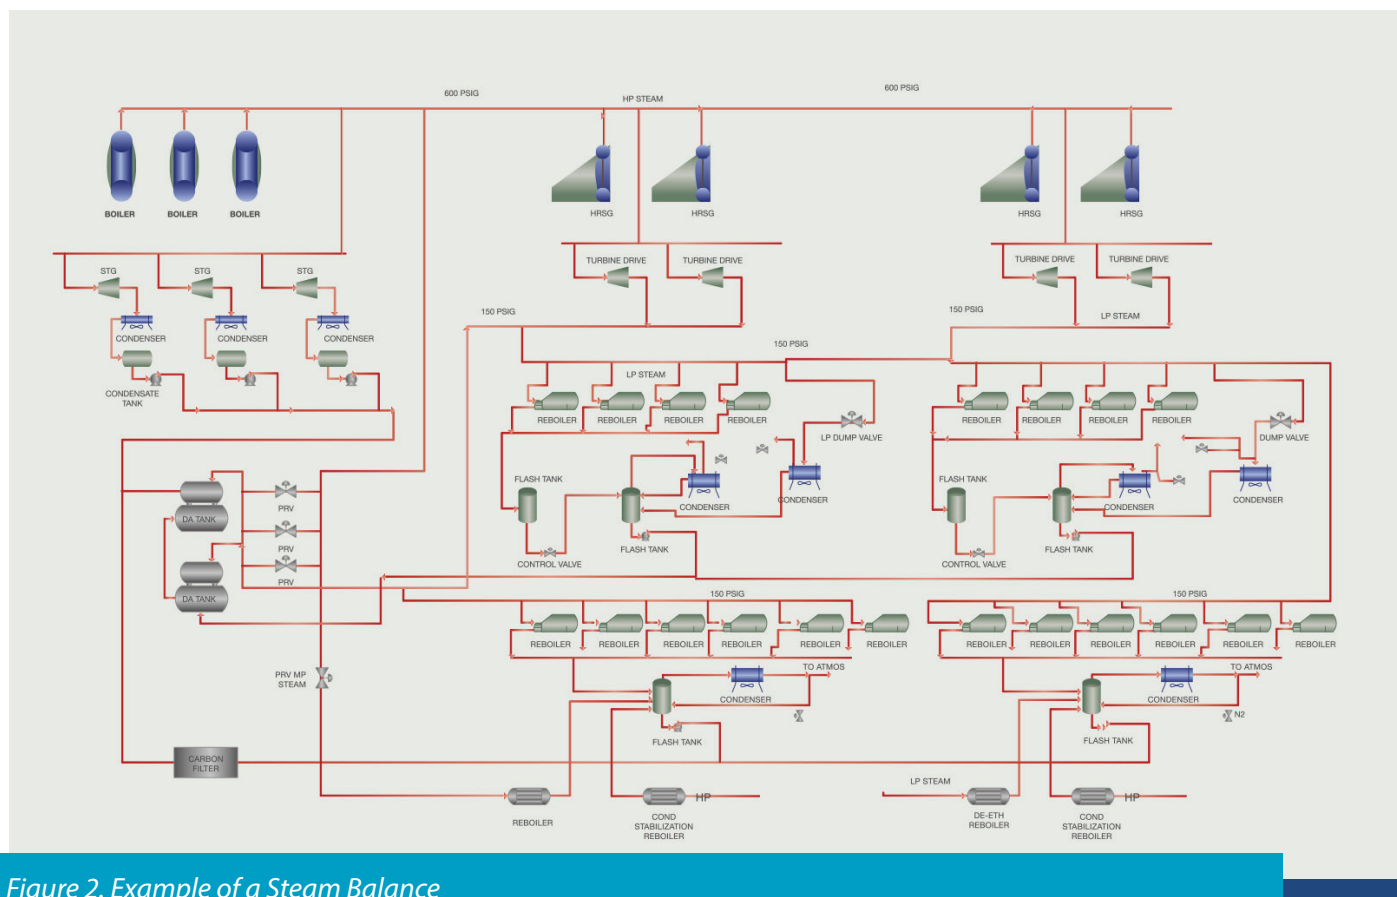 600 PSIG
600 PSIG
HP STEAM
BOILER
BOILER
BOILER
HRSG
HRSG
HRSG
HRSG
STG
STG
STG
TURBINE DRIVE
TURBINE DRIVE
TURBINE DRIVE
TURBINE DRIVE
150 PSIG
150 PSIG
LP STEAM
CONDENSER
CONDENSER
CONDENSER
150 PSIG
LP STEAM
CONDENSATE
TANK
REBOILER
REBOILER
REBOILER
REBOILER
LP DUMP VALVE
REBOILER
REBOILER
REBOILER
REBOILER
DUMP VALVE
FLASH TANK
CONDENSER
CONDENSER
FLASH TANK
CONDENSER
CONDENSER
PRV
DA TANK
PRV
FLASH TANK
CONTROL VALVE
FLASH TANK
CONTROL VALVE
PRV
DA TANK
150 PSIG
150 PSIG
REBOILER
REBOILER
REBOILER
REBOILER
REBOILER
REBOILER
REBOILER
REBOILER
REBOILER
REBOILER
REBOILER
REBOILER
PRV MP
STEAM
TO ATMOS
CONDENSER
TO ATMOS
CONDENSER
N2
FLASH TANK
FLASH TANK
CARBON
FILTER
LP STEAM
HP
HP
REBOILER
COND
STABILIZATION
REBOILER
DE-ETH
REBOILER
COND
STABILIZATION
REBOILER
Figure 2. Example of a Steam Balance